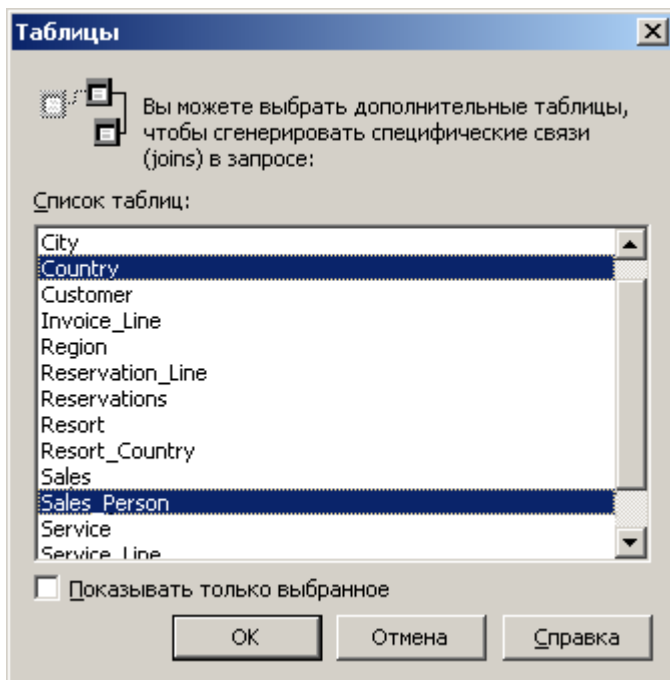 Таблицы
Вы можете выбрать дополнительные таблицы,
чтобы сгенерировать специфические связи
(joins) в запросе:
Список таблиц:
City
Country
Customer
Invoice_Line
Region
Reservation_Line
Reservations
Resort
Resort_Country
Sales
Sales_Person
Service
Service_Line
Показывать только выбранное
OK Отмена Справка